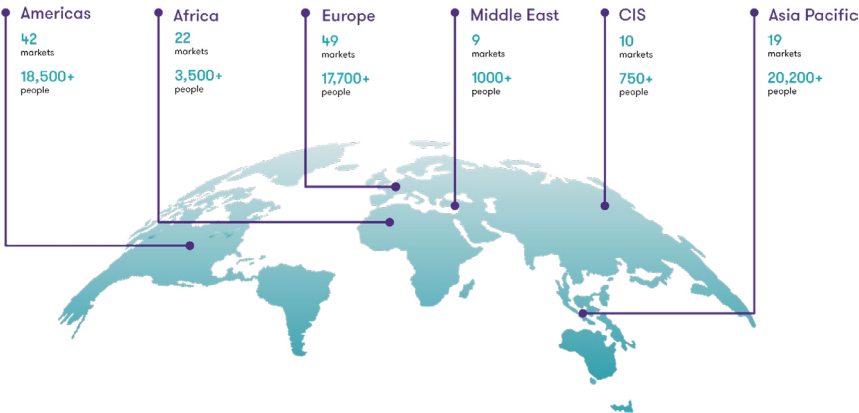 Americas
42
markets
18,500+
people
Africa
22
markets
3,500+
people
Europe
49
markets
17,700+
people
Middle East
9
markets
1000+
people
CIS
10
markets
750+
people
Asia Pacific
19
markets
20,200+
people